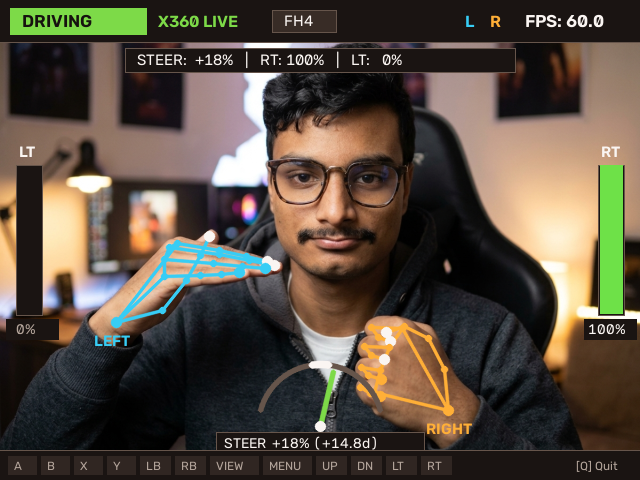 DRIVING X360 LIVE FH4 L R FPS: 60.0
STEER: +18% | RT: 100% | LT: 0%
LT
RT
0%
100%
LEFT
RIGHT
STEER +18% (+14.8d)
A B X Y LB RB VIEW MENU UP DN LT RT [Q] Quit